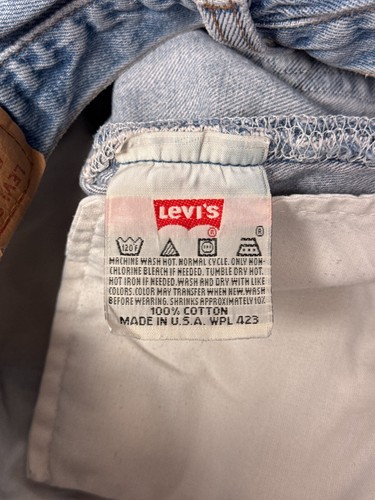 LEVI'S
®
®
120F
MACHINE WASH HOT. NORMAL CYCLE. ONLY NON-
CHLORINE BLEACH IF NEEDED. TUMBLE DRY HOT.
HOT IRON IF NEEDED. WASH AND DRY WITH LIKE
COLORS. COLOR MAY TRANSFER WHEN NEW. WASH
BEFORE WEARING. SHRINKS APPROXIMATELY 10%
100% COTTON
MADE IN U.S.A. WPL 423
LEVI